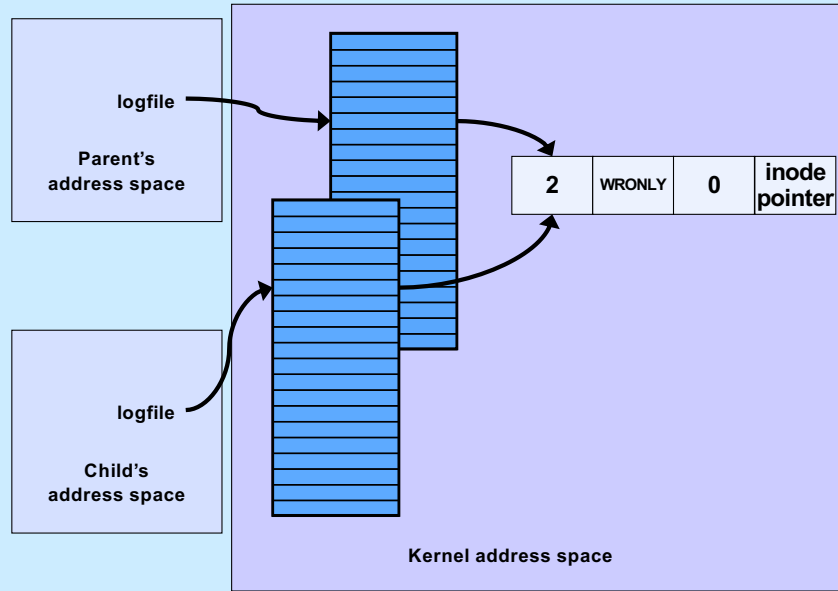 logfile
Parent’s
address space
2
WRONLY
0
inode
pointer
logfile
Child’s
address space
Kernel address space